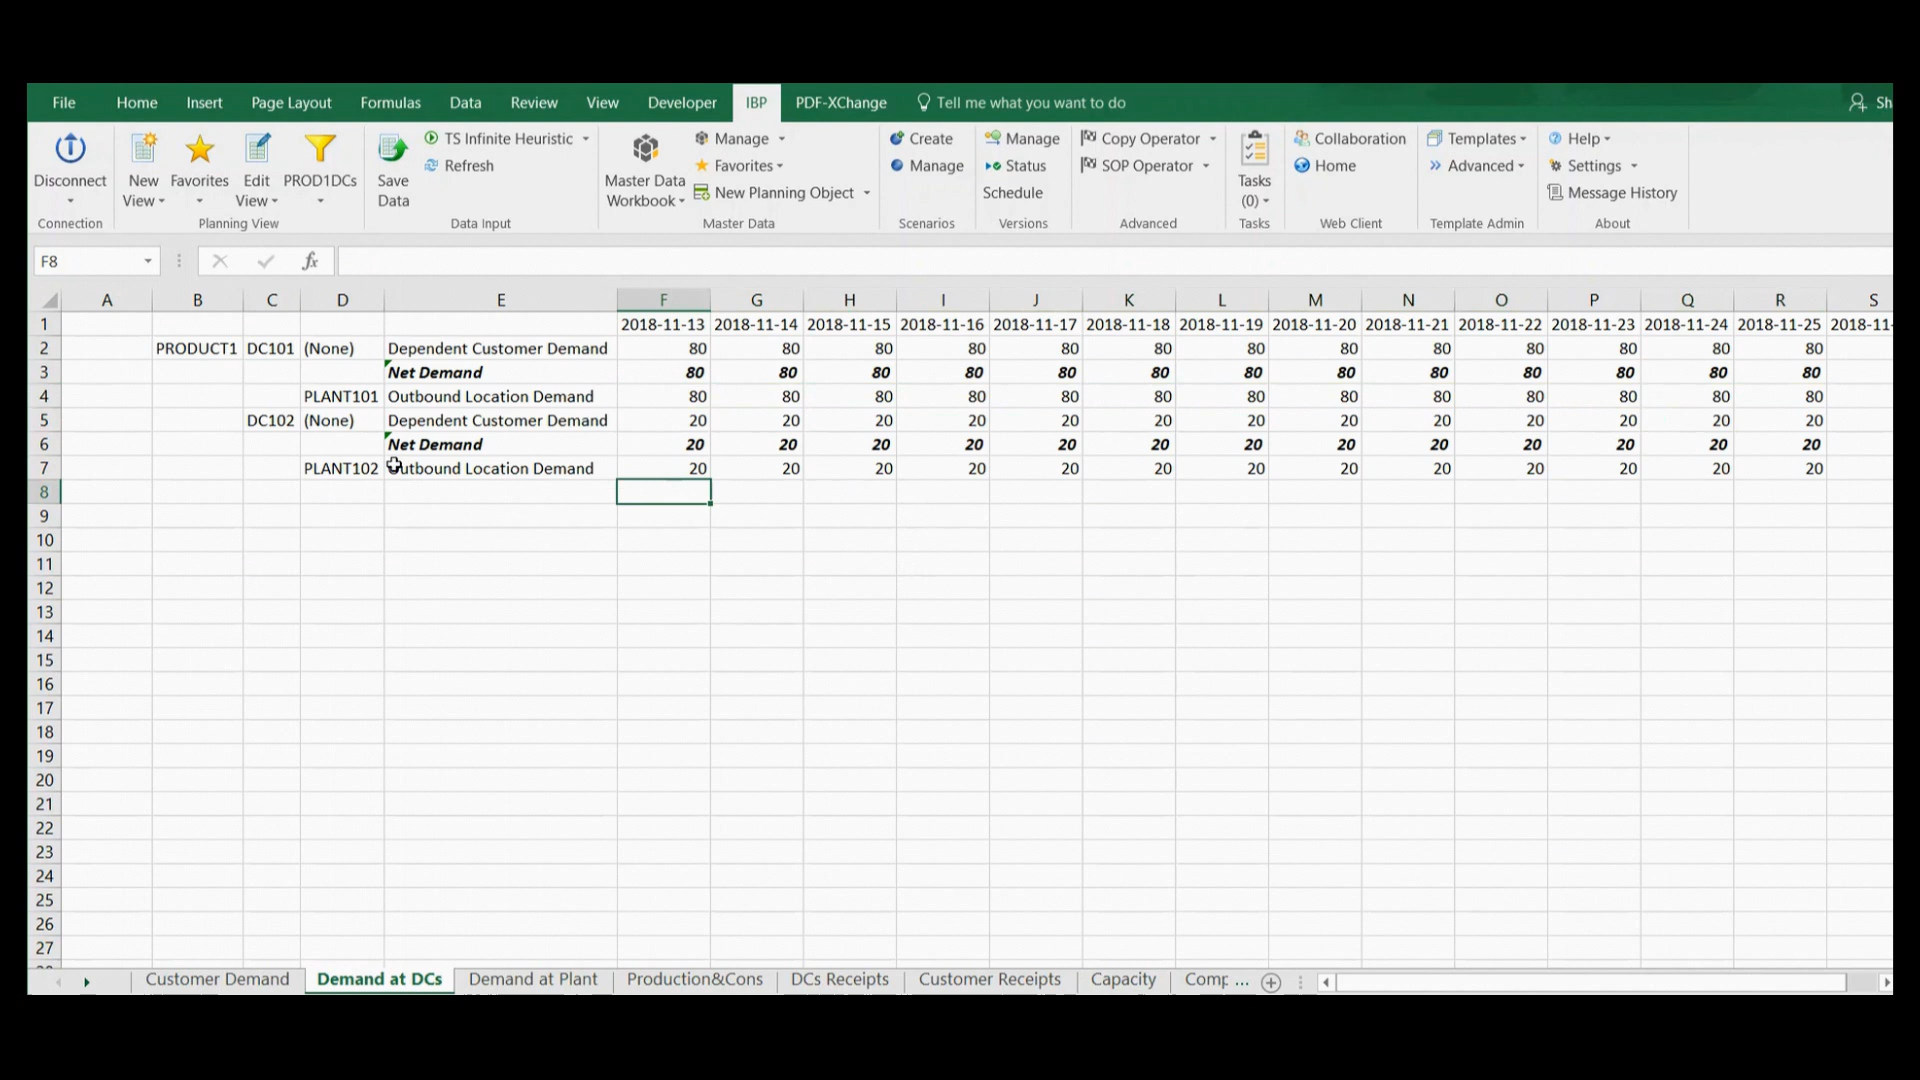 File Home Insert Page Layout Formulas Data Review View Developer IBP PDF-XChange Tell me what you want to do Sh
TS Infinite Heuristic Manage Create Manage Copy Operator Collaboration Templates Help
Refresh Favorites Manage Status SOP Operator Home Advanced Settings
Disconnect New View Favorites Edit View PROD1DCs Save Data Master Data Workbook New Planning Object Schedule Tasks (0) Message History
Connection Planning View Data Input Master Data Scenarios Versions Advanced Tasks Web Client Template Admin About
F8 fx
A B C D E F G H I J K L M N O P Q R S
1 2018-11-13 2018-11-14 2018-11-15 2018-11-16 2018-11-17 2018-11-18 2018-11-19 2018-11-20 2018-11-21 2018-11-22 2018-11-23 2018-11-24 2018-11-25 2018-11-
2 PRODUCT1 DC101 (None) Dependent Customer Demand 80 80 80 80 80 80 80 80 80 80 80 80 80
3 Net Demand 80 80 80 80 80 80 80 80 80 80 80 80 80
4 PLANT101 Outbound Location Demand 80 80 80 80 80 80 80 80 80 80 80 80 80
5 DC102 (None) Dependent Customer Demand 20 20 20 20 20 20 20 20 20 20 20 20 20
6 Net Demand 20 20 20 20 20 20 20 20 20 20 20 20 20
7 PLANT102 Outbound Location Demand 20 20 20 20 20 20 20 20 20 20 20 20 20
8
9
10
11
12
13
14
15
16
17
18
19
20
21
22
23
24
25
26
27
Customer Demand Demand at DCs Demand at Plant Production&Cons DCs Receipts Customer Receipts Capacity Comp ...